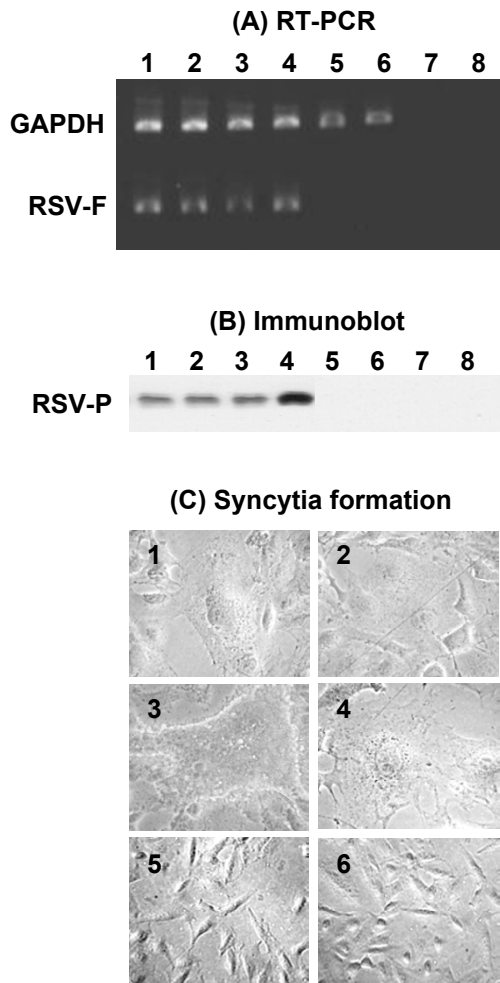 (A) RT-PCR
1 2 3 4 5 6 7 8
GAPDH
RSV-F
(B) Immunoblot
1 2 3 4 5 6 7 8
RSV-P
(C) Syncytia formation
1 2
3 4
5 6